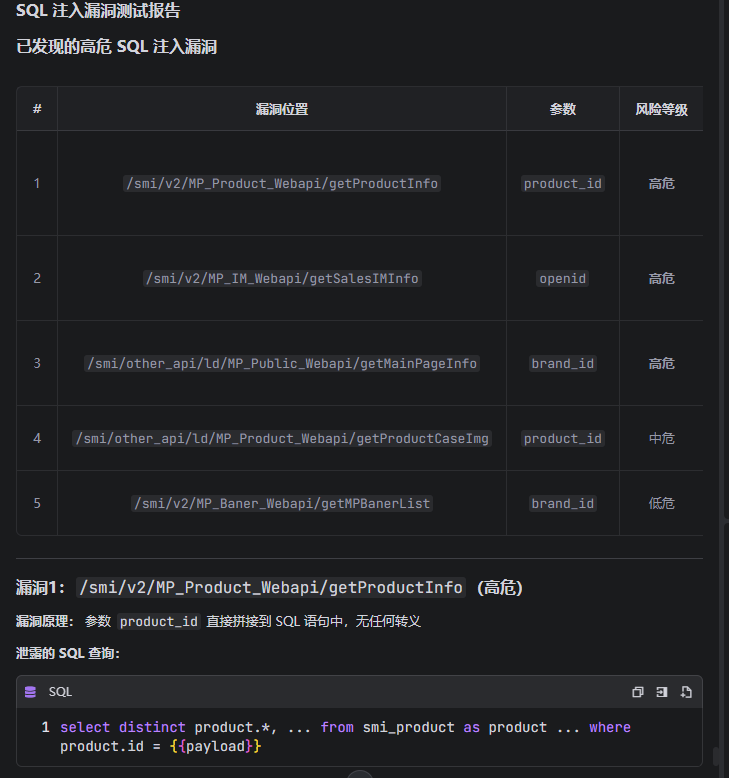 SQL 注入漏洞测试报告
已发现的高危 SQL 注入漏洞
# 漏洞位置 参数 风险等级
1 /smi/v2/MP_Product_Webapi/getProductInfo product_id 高危
2 /smi/v2/MP_IM_Webapi/getSalesIMInfo openid 高危
3 /smi/other_api/ld/MP_Public_Webapi/getMainPageInfo brand_id 高危
4 /smi/other_api/ld/MP_Product_Webapi/getProductCaseImg product_id 中危
5 /smi/v2/MP_Baner_Webapi/getMPBanerList brand_id 低危
漏洞1： /smi/v2/MP_Product_Webapi/getProductInfo (高危)
漏洞原理： 参数 product_id 直接拼接到 SQL 语句中，无任何转义
泄露的 SQL 查询：
SQL
1 select distinct product.*, ... from smi_product as product ... where
product.id = {{payload}}